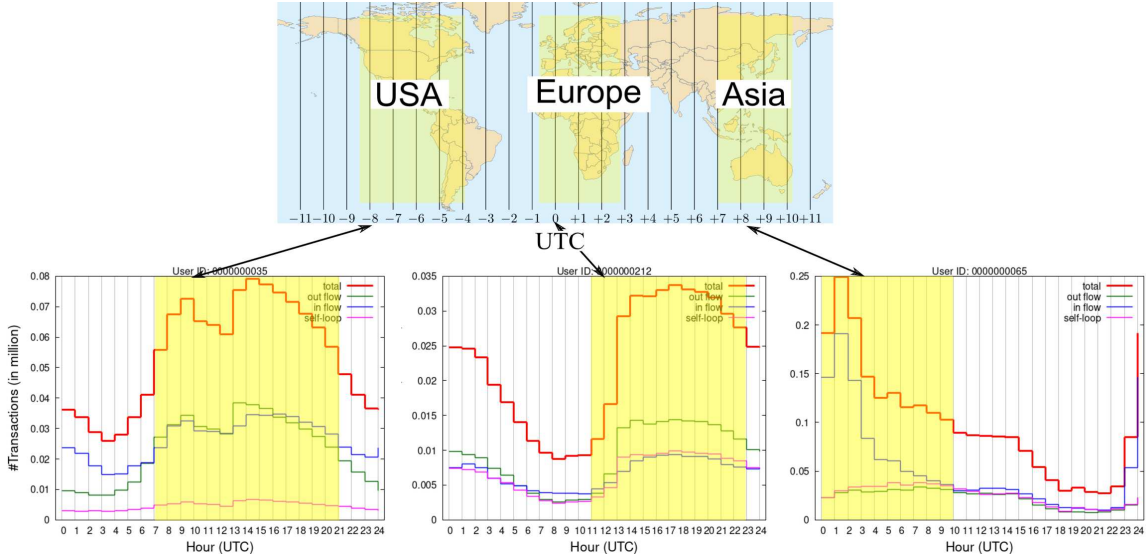 USA Europe Asia
−11−10 −9 −8 −7 −6 −5 −4 −3 −2 −1 0 +1 +2 +3 +4 +5 +6 +7 +8 +9 +10 +11
UTC
User ID: 0000000035
#Transactions (in million)
0.08
0.07
0.06
0.05
0.04
0.03
0.02
0.01
0
total
out flow
in flow
self-loop
0 1 2 3 4 5 6 7 8 9 10 11 12 13 14 15 16 17 18 19 20 21 22 23 24
Hour (UTC)
User ID: 0000000212
0.035
0.03
0.025
0.02
0.015
0.01
0.005
0
total
out flow
in flow
self-loop
0 1 2 3 4 5 6 7 8 9 10 11 12 13 14 15 16 17 18 19 20 21 22 23 24
Hour (UTC)
User ID: 0000000065
0.25
0.2
0.15
0.1
0.05
0
total
out flow
in flow
self-loop
0 1 2 3 4 5 6 7 8 9 10 11 12 13 14 15 16 17 18 19 20 21 22 23 24
Hour (UTC)